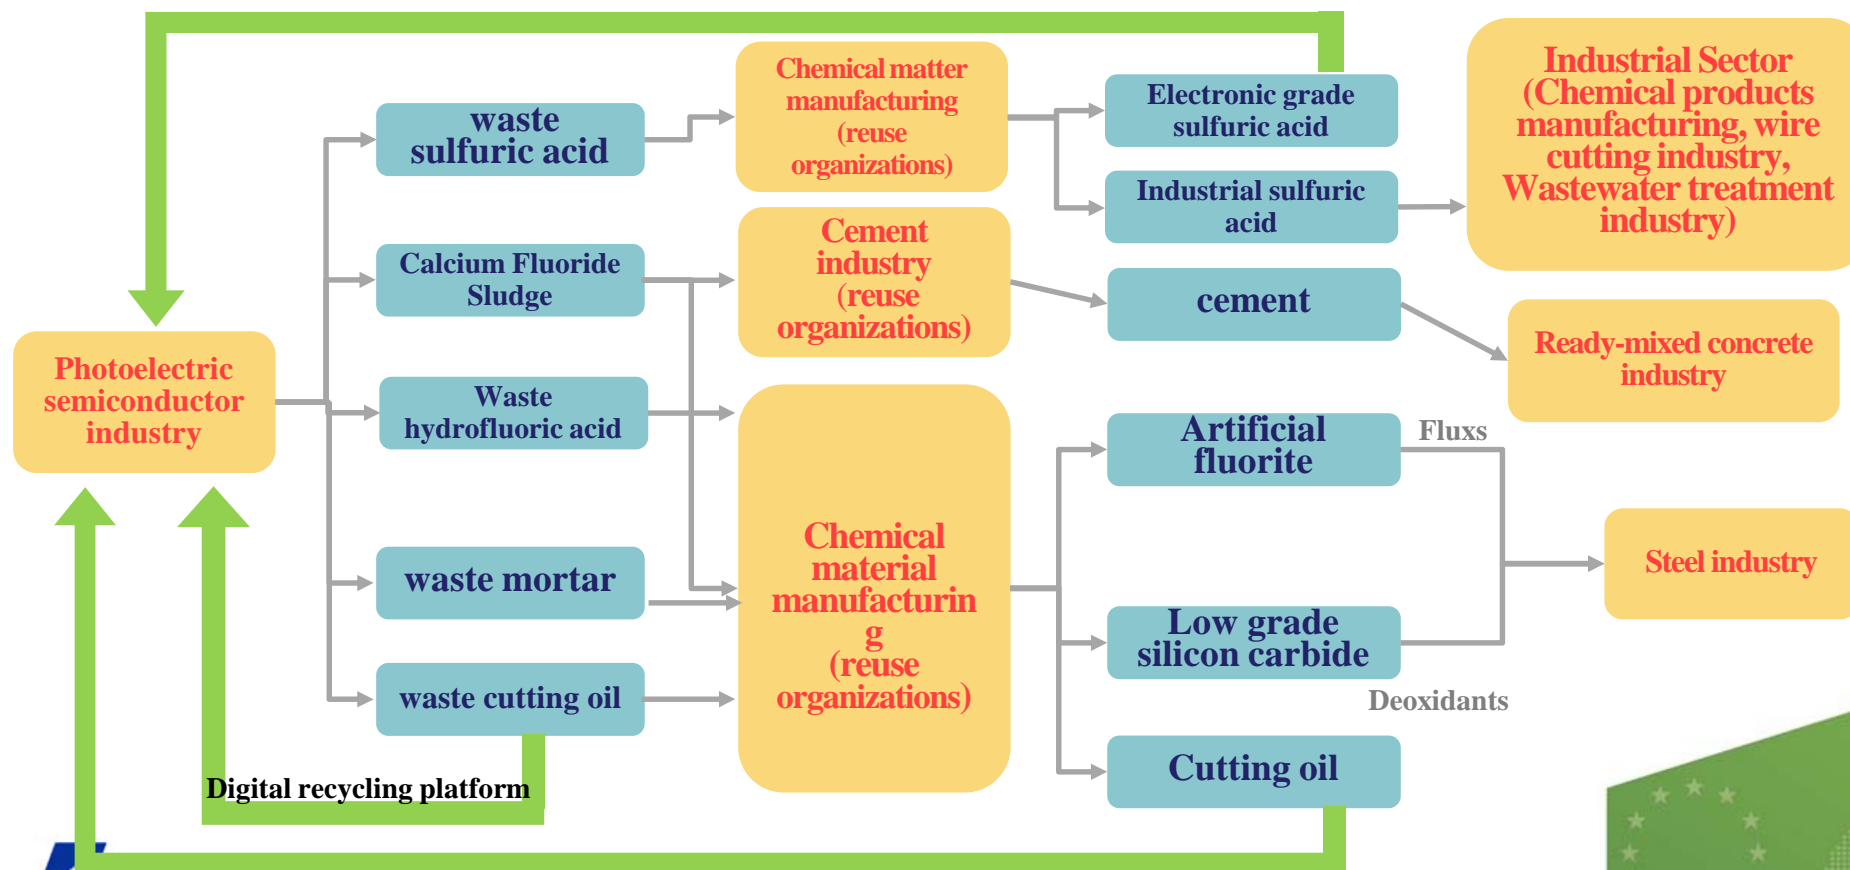 Photoelectric
semiconductor
industry
waste
sulfuric acid
Calcium Fluoride
Sludge
Waste
hydrofluoric acid
waste mortar
waste cutting oil
Digital recycling platform
Chemical matter
manufacturing
(reuse
organizations)
Cement
industry
(reuse
organizations)
Chemical
material
manufacturin
g
(reuse
organizations)
Electronic grade
sulfuric acid
Industrial sulfuric
acid
cement
Artificial
fluorite
Fluxs
Low grade
silicon carbide
Deoxidants
Cutting oil
Industrial Sector
(Chemical products
manufacturing, wire
cutting industry,
Wastewater treatment
industry)
Ready-mixed concrete
industry
Steel industry